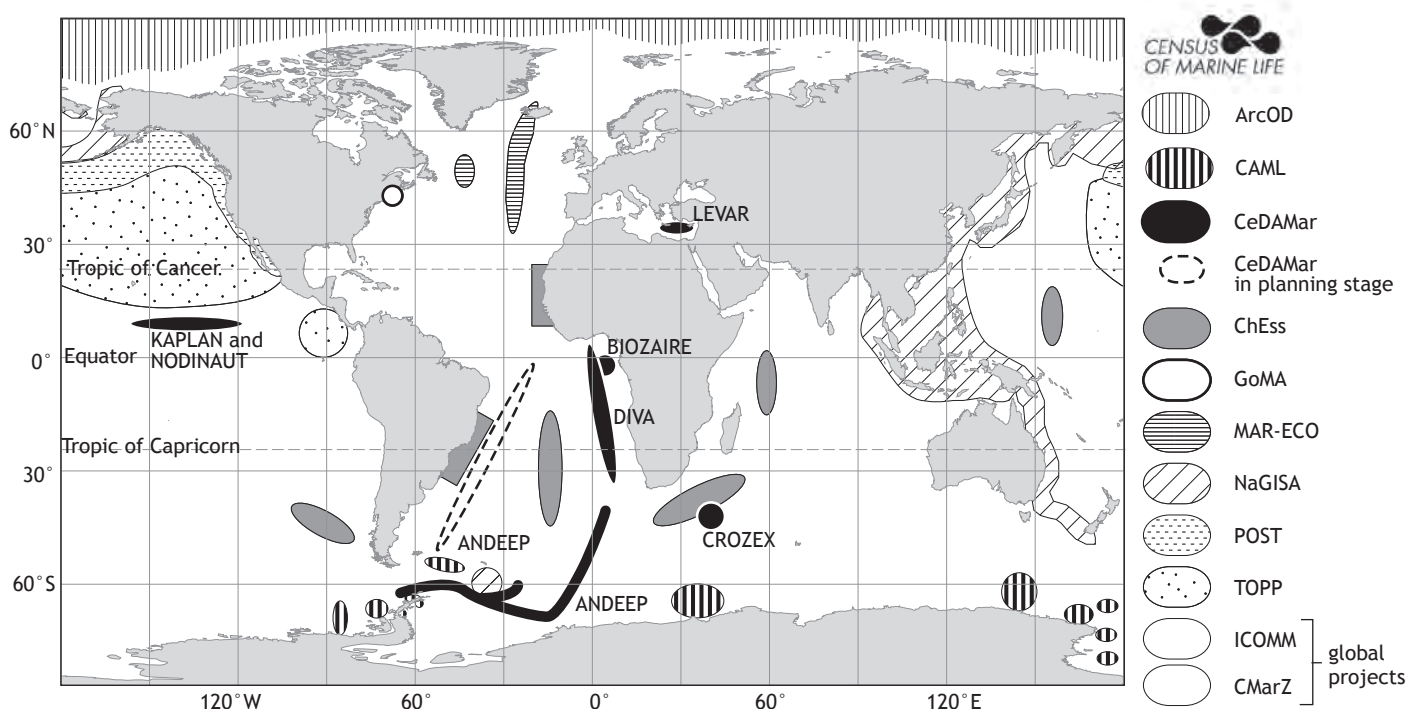 CENSUS
OF MARINE LIFE
ArcOD
CAML
CeDAMar
CeDAMar
in planning stage
ChEss
GoMA
MAR-ECO
NaGISA
POST
TOPP
ICOMM
CMarZ
global
projects
60°N
30°
0°
30°
60°S
120°W
60°
0°
60°
120°E
Tropic of Cancer
Equator
Tropic of Capricorn
KAPLAN and
NODINAUT
LEVAR
BIOZAIRE
DIVA
CROZEX
ANDEEP
ANDEEP